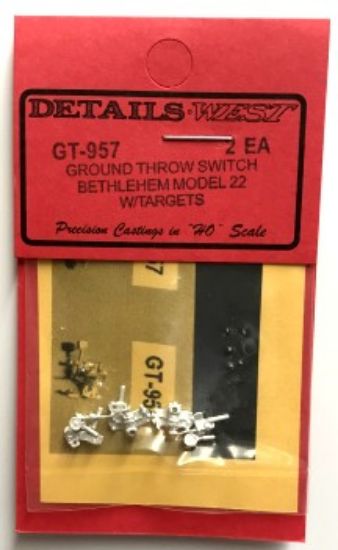 DETAILS WEST
GT-957 2 EA
GROUND THROW SWITCH
BETHLEHEM MODEL 22
W/TARGETS
Precision Castings in "HO" Scale
7
GT-95